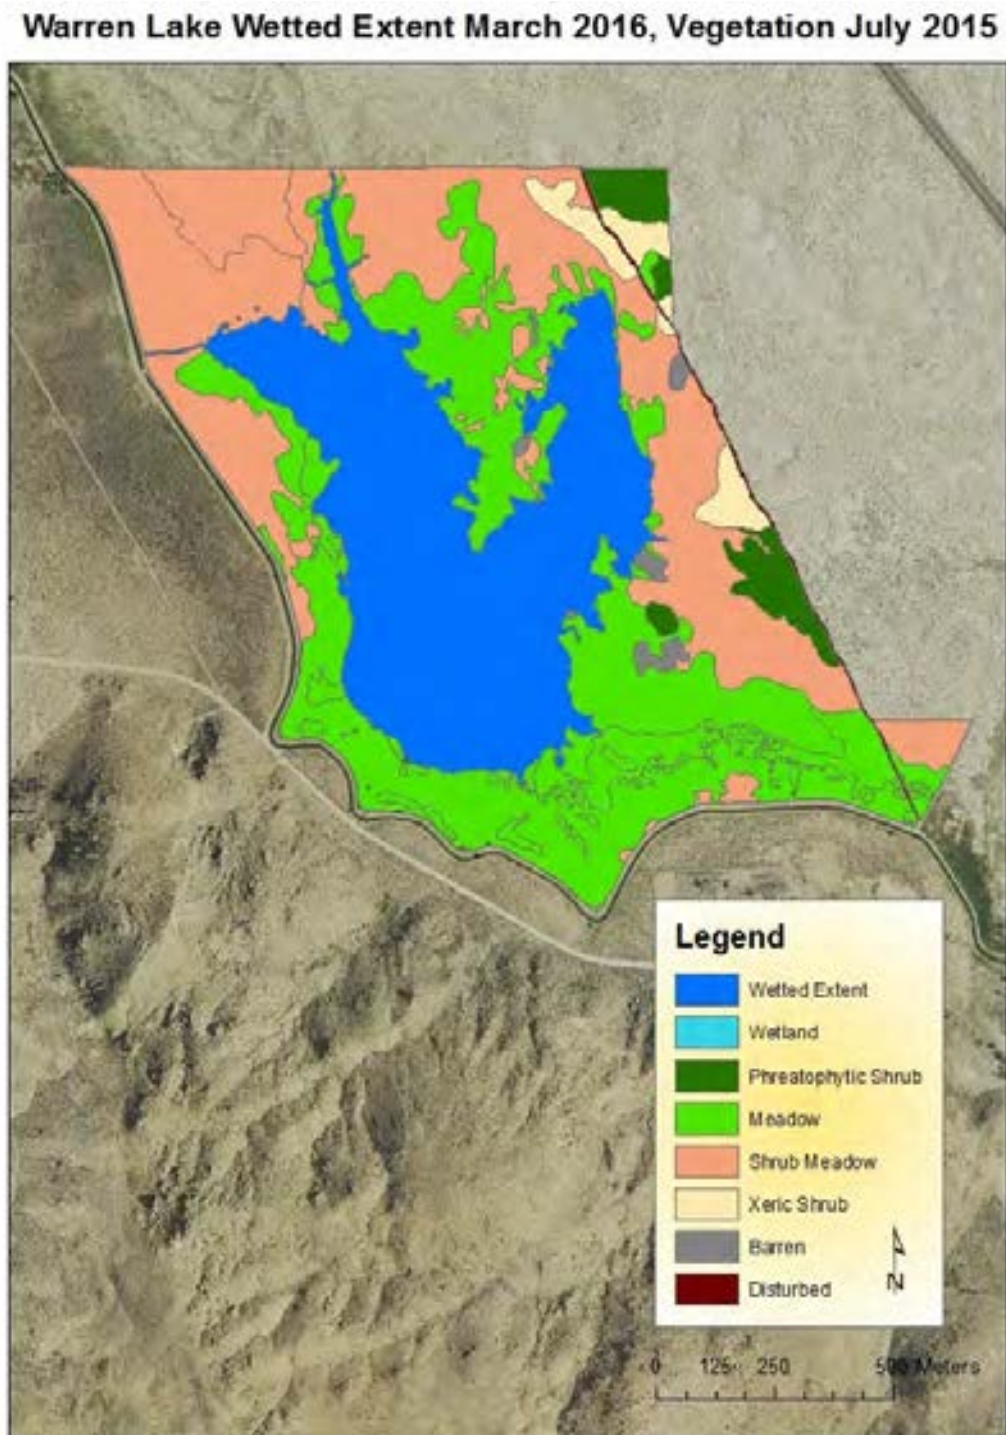 Warren Lake Wetted Extent March 2016, Vegetation July 2015
Legend
Wetted Extent
Wetland
Phreatophytic Shrub
Meadow
Shrub Meadow
Xeric Shrub
Barren
Disturbed
N
0 125 250 500 Meters